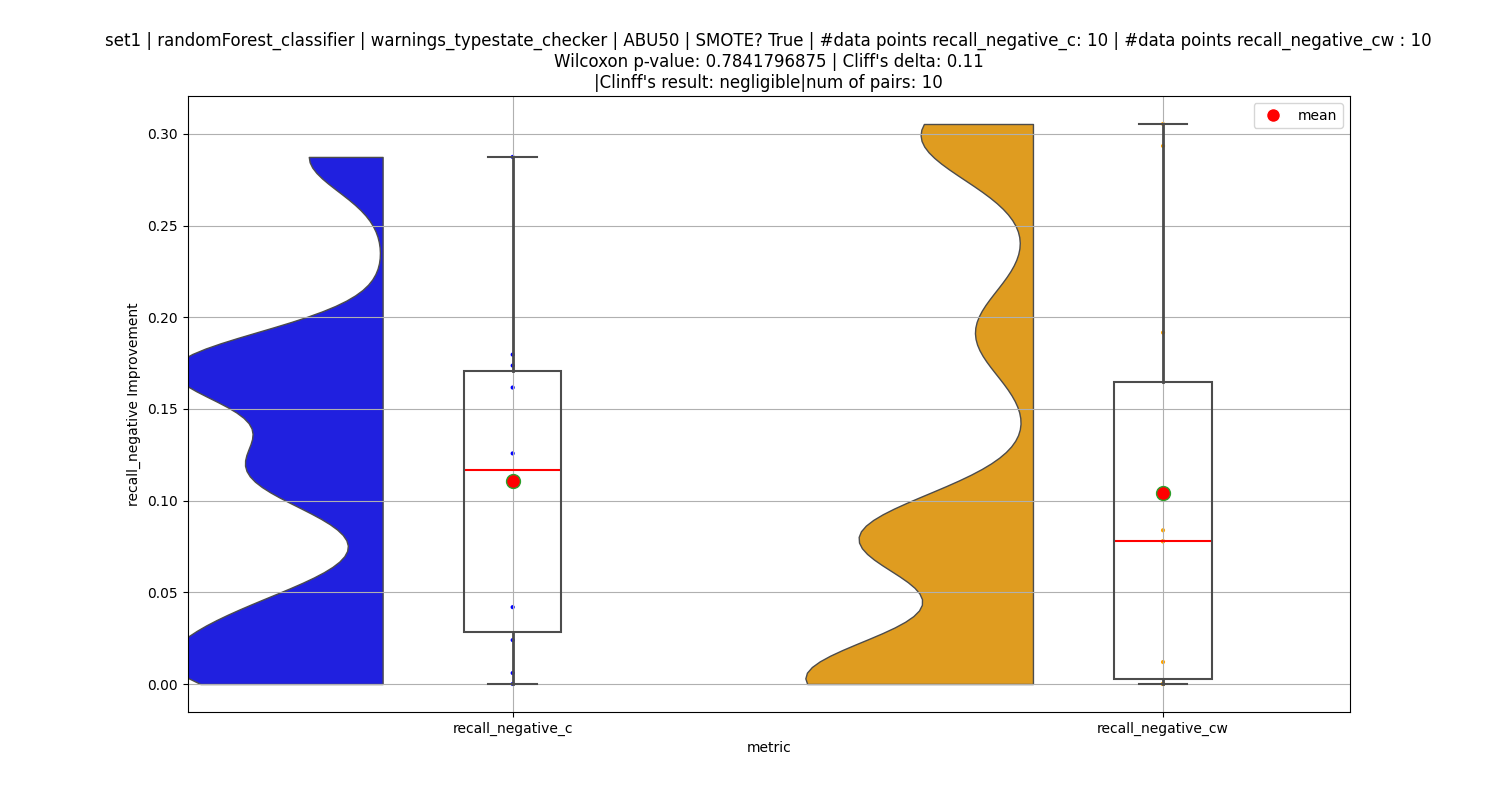 set1 | randomForest_classifier | warnings_typestate_checker | ABU50 | SMOTE? True | #data points recall_negative_c: 10 | #data points recall_negative_cw : 10
Wilcoxon p-value: 0.7841796875 | Cliff's delta: 0.11
|Clinff's result: negligible|num of pairs: 10
mean
0.30
0.25
0.20
0.15
0.10
0.05
0.00
recall_negative Improvement
recall_negative_c
recall_negative_cw
metric